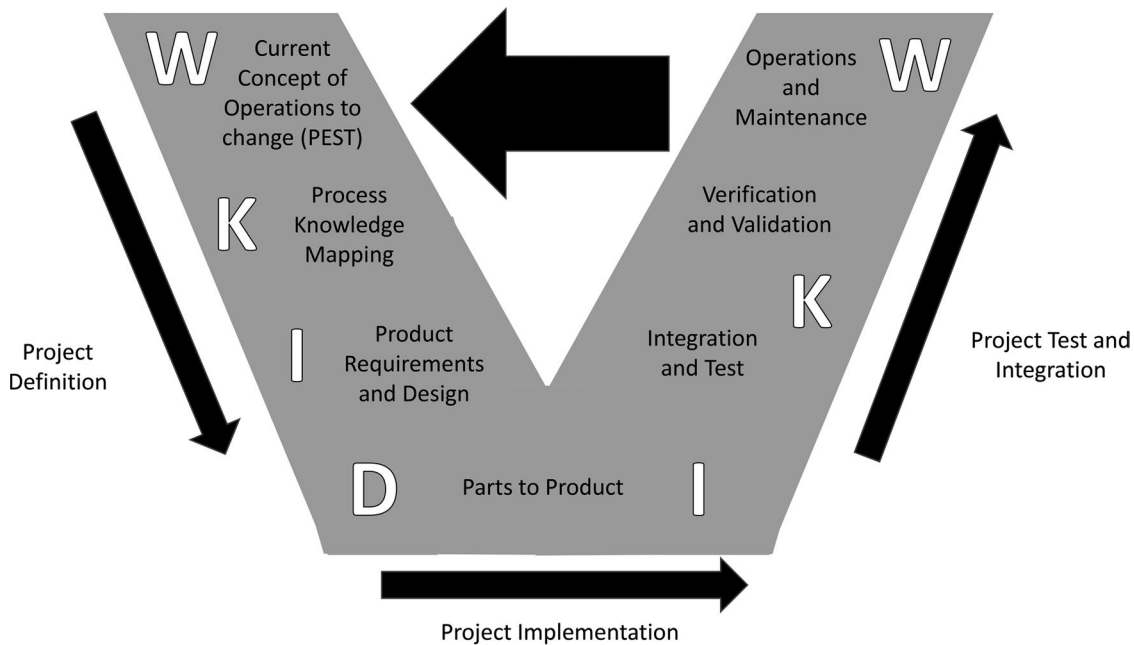 W
Current
Concept of
Operations to
change (PEST)
K
Process
Knowledge
Mapping
I
Product
Requirements
and Design
D
Parts to Product
I
Integration
and Test
K
Verification
and Validation
Operations
and
Maintenance
W
Project
Definition
Project Implementation
Project Test and
Integration